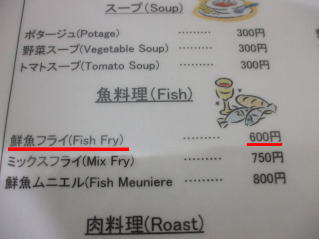 スープ(Soup)
ポタージュ(Potage) ......... 300円
野菜スープ(Vegetable Soup) ......... 300円
トマトスープ(Tomato Soup) ......... 300円
魚料理(Fish)
鮮魚フライ(Fish Fry) ......... 600円
ミックスフライ(Mix Fry) ......... 750円
鮮魚ムニエル(Fish Meuniere ......... 800円
肉料理(Roast)